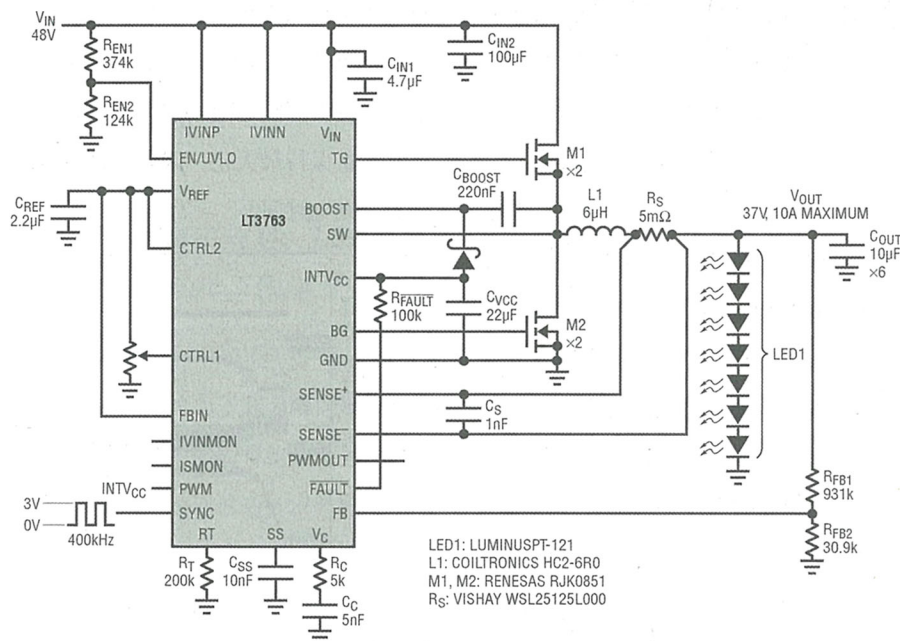 VIN
48V
REN1
374k
REN2
124k
CIN1
4.7µF
CIN2
100µF
IVINP
IVINN
VIN
EN/UVLO
TG
M1
×2
CREF
2.2µF
VREF
LT3763
CBOOST
220nF
BOOST
L1
6µH
RS
5mΩ
VOUT
37V, 10A MAXIMUM
COUT
10µF
×6
CTRL2
SW
INTVCC
RFAULT
100k
CVCC
22µF
BG
M2
×2
LED1
CTRL1
GND
SENSE+
CS
1nF
SENSE–
FBIN
IVINMON
ISMON
PWMOUT
INTVCC
PWM
FAULT
RFB1
931k
3V
0V
400kHz
SYNC
FB
RFB2
30.9k
RT
SS
VC
RT
200k
CSS
10nF
RC
5k
CC
5nF
LED1: LUMINUSPT-121
L1: COILTRONICS HC2-6R0
M1, M2: RENESAS RJK0851
RS: VISHAY WSL25125L000